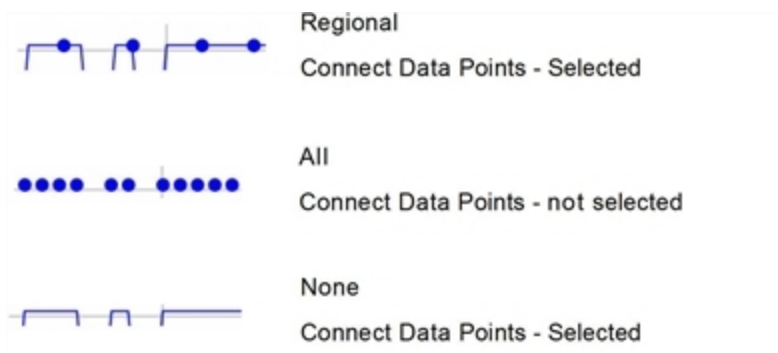 Regional
Connect Data Points - Selected
All
Connect Data Points - not selected
None
Connect Data Points - Selected